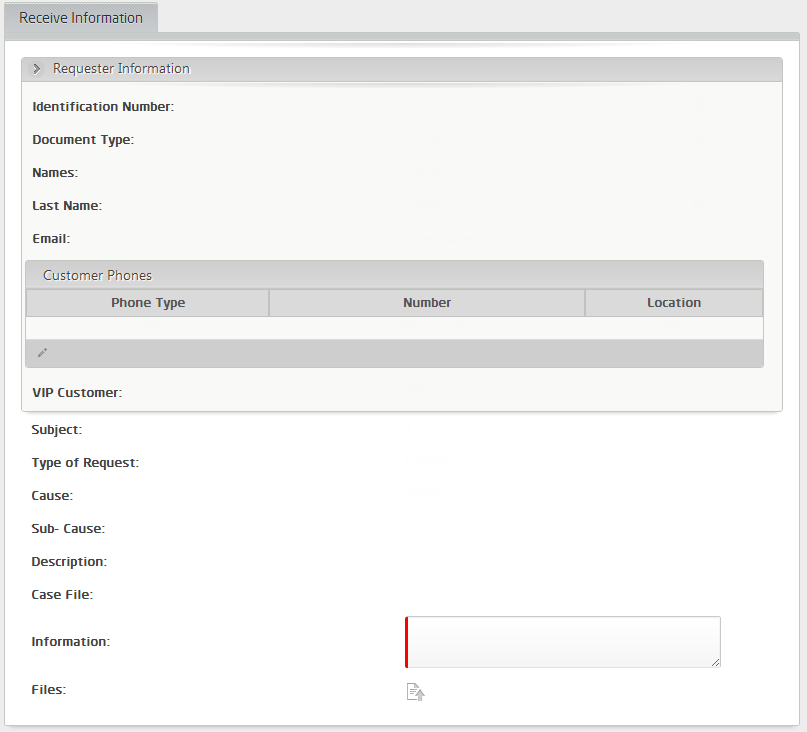 Receive Information
Requester Information
Identification Number:
Document Type:
Names:
Last Name:
Email:
Customer Phones
Phone Type Number Location
VIP Customer:
Subject:
Type of Request:
Cause:
Sub- Cause:
Description:
Case File:
Information:
Files: